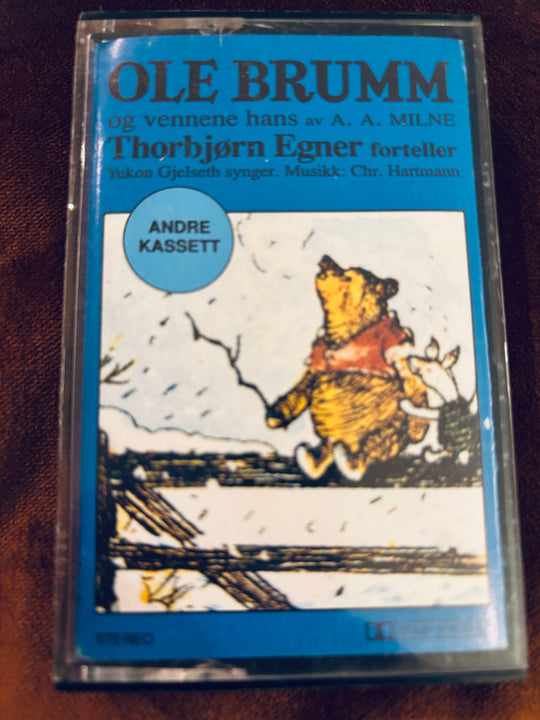 OLE BRUMM
og vennene hans av A. A. MILNE
Thorbjørn Egner forteller
Yukon Gjelseth synger. Musikk: Chr. Hartmann
ANDRE
KASSETT
STEREO